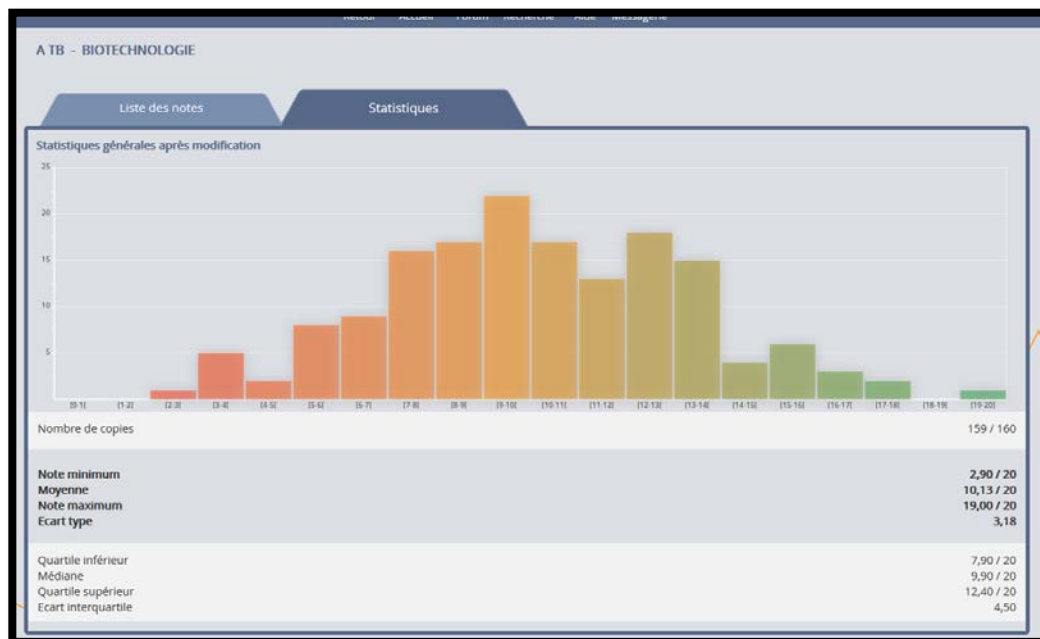 Retour Accueil Forum Recherche Aide Messagerie
A TB - BIOTECHNOLOGIE
Liste des notes Statistiques
Statistiques générales après modification
25
20
15
10
5
[0-1[ [1-2[ [2-3[ [3-4[ [4-5[ [5-6[ [6-7[ [7-8[ [8-9[ [9-10[ [10-11[ [11-12[ [12-13[ [13-14[ [14-15[ [15-16[ [16-17[ [17-18[ [18-19[ [19-20]
Nombre de copies 159 / 160
Note minimum 2,90 / 20
Moyenne 10,13 / 20
Note maximum 19,00 / 20
Ecart type 3,18
Quartile inférieur 7,90 / 20
Médiane 9,90 / 20
Quartile supérieur 12,40 / 20
Ecart interquartile 4,50